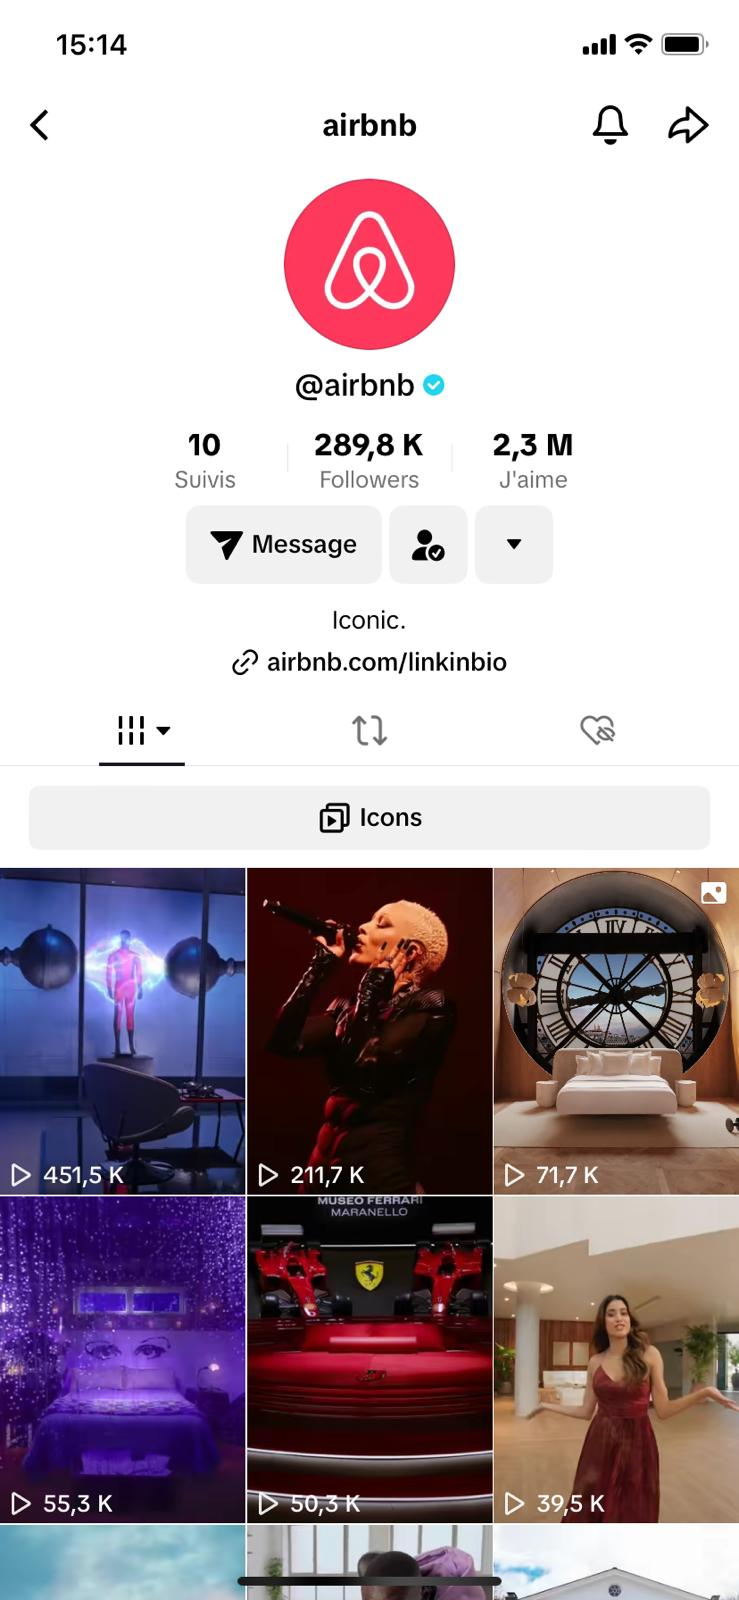 15:14
airbnb
@airbnb
10
Suivis
289,8 K
Followers
2,3 M
J'aime
Message
Iconic.
airbnb.com/linkinbio
Icons
451,5 K
211,7 K
71,7 K
MUSEO FERRARI
MARANELLO
55,3 K
50,3 K
39,5 K